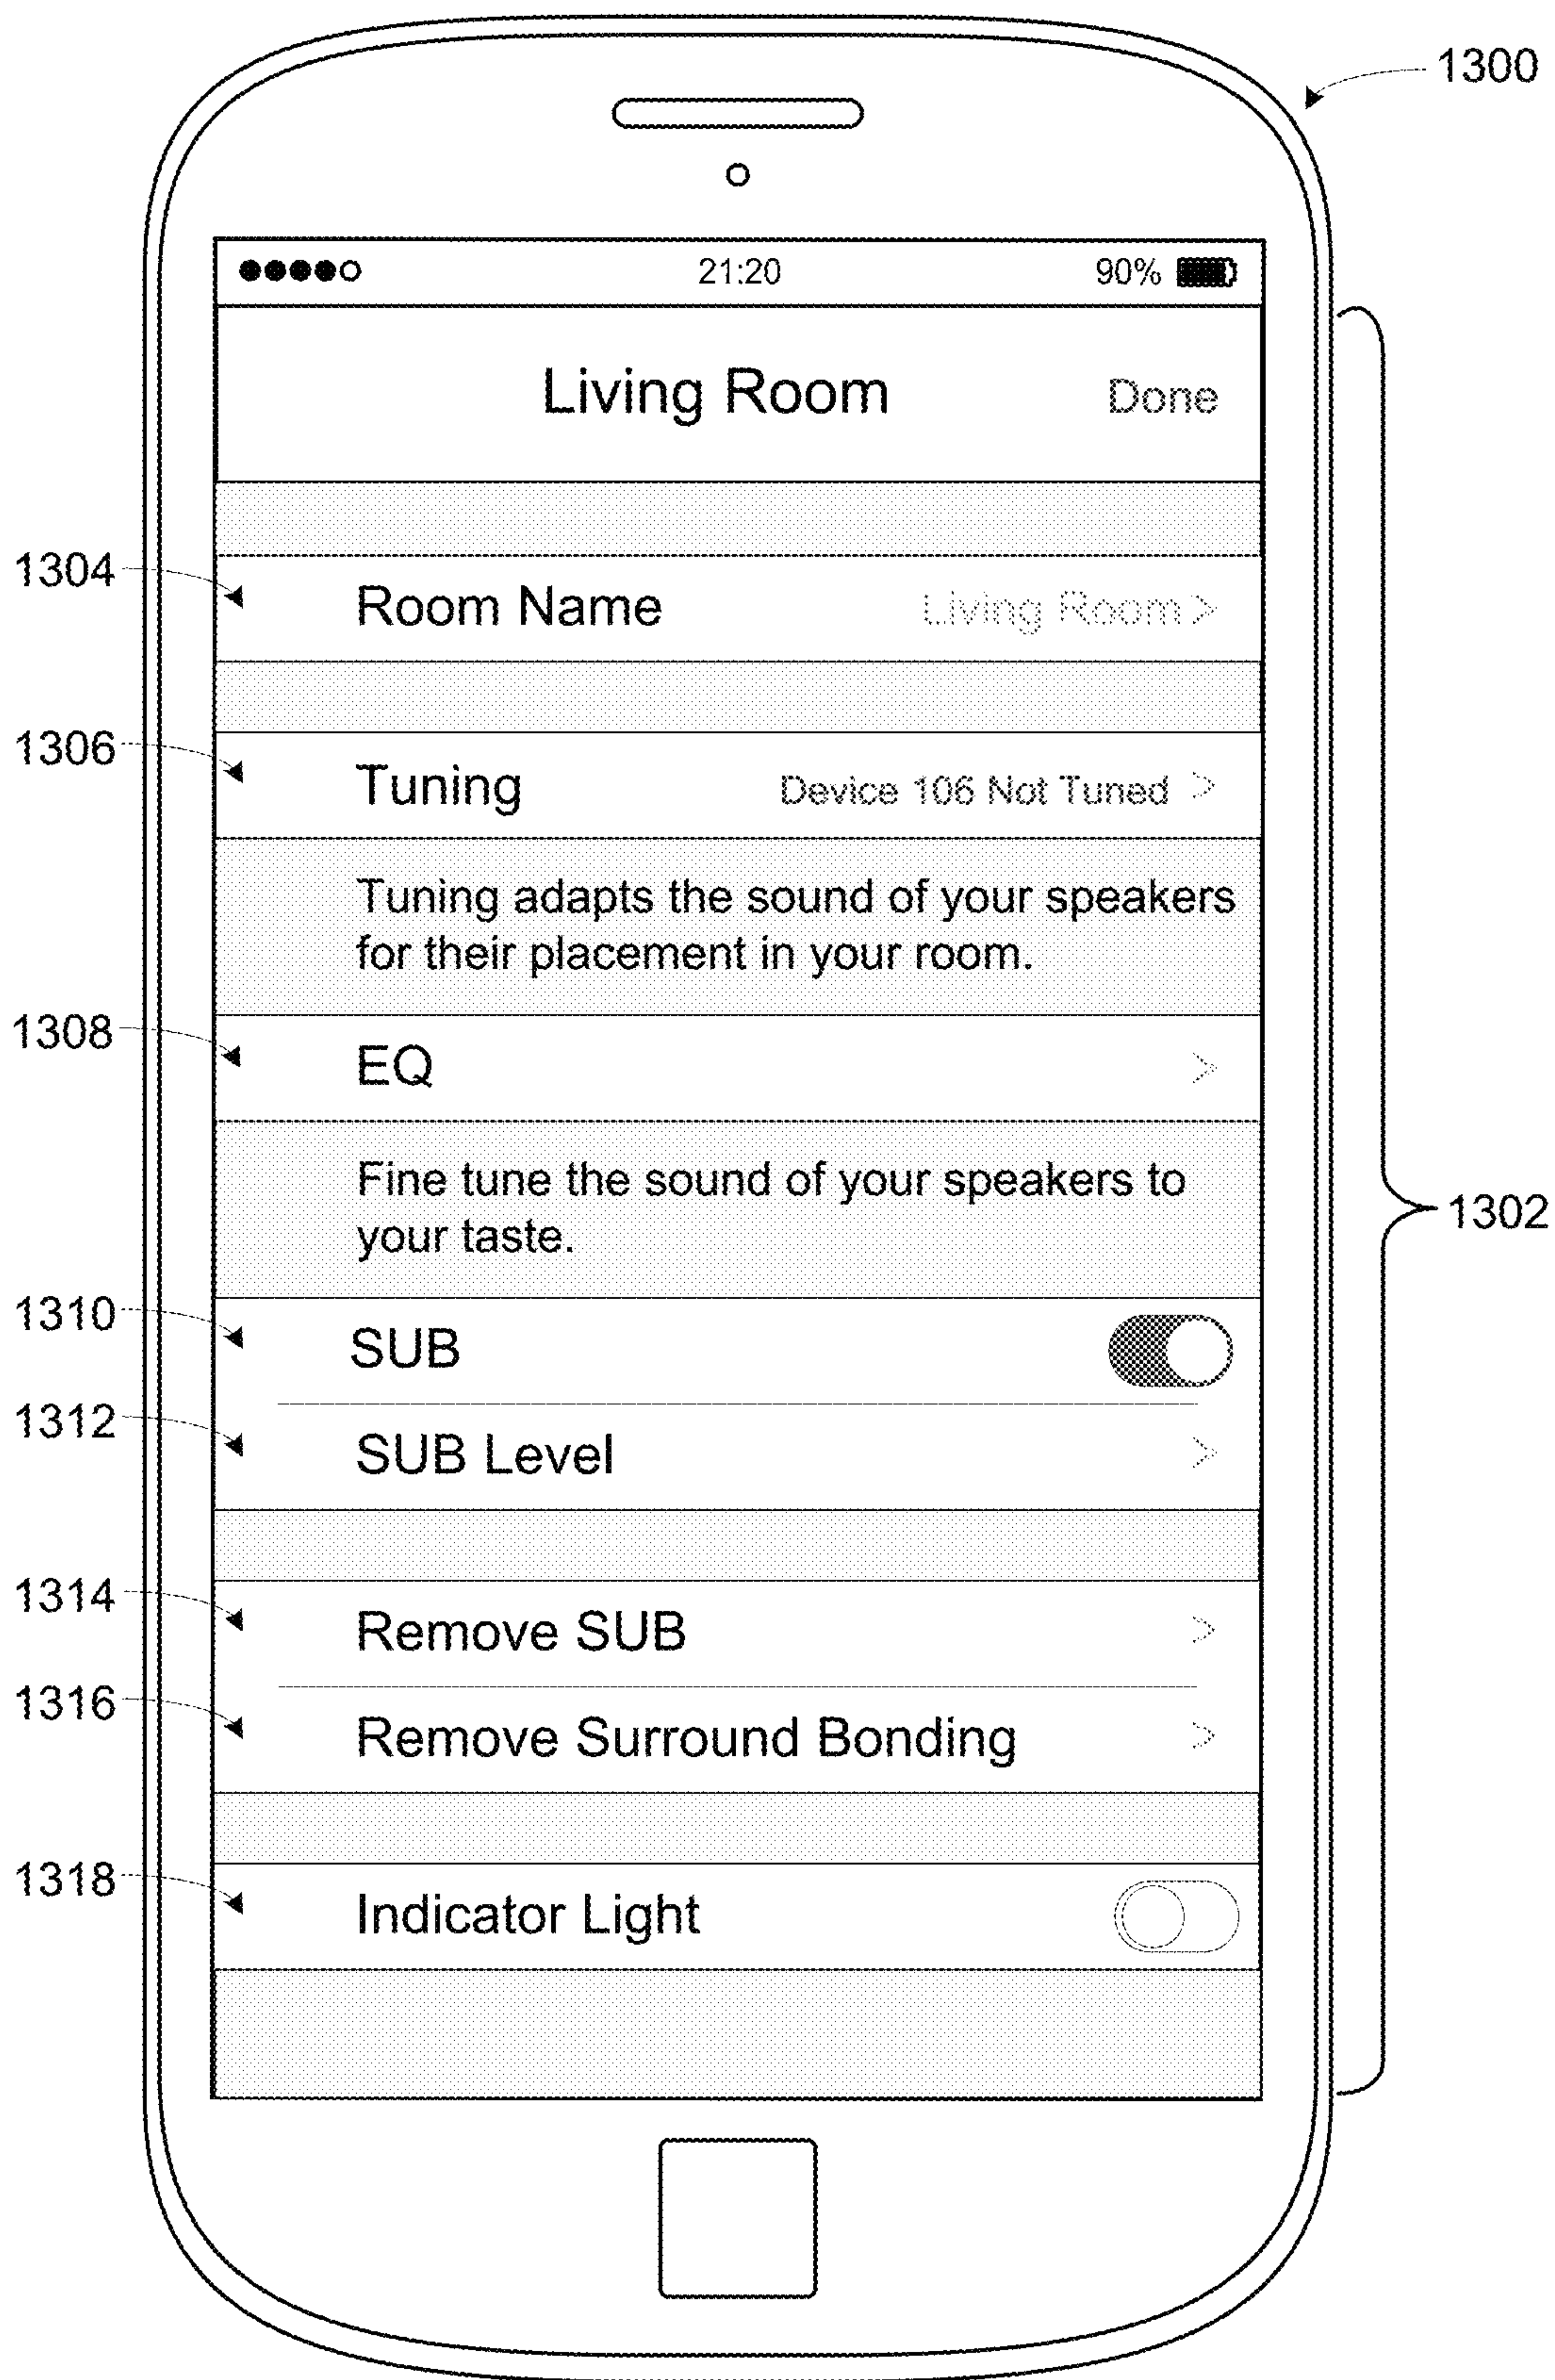 1300
21:20 90%
Living Room Done
1304 Room Name Living Room >
1306 Tuning Device 106 Not Tuned >
Tuning adapts the sound of your speakers
for their placement in your room.
1308 EQ >
Fine tune the sound of your speakers to
your taste.
1302
1310 SUB
1312 SUB Level >
1314 Remove SUB >
1316 Remove Surround Bonding >
1318 Indicator Light